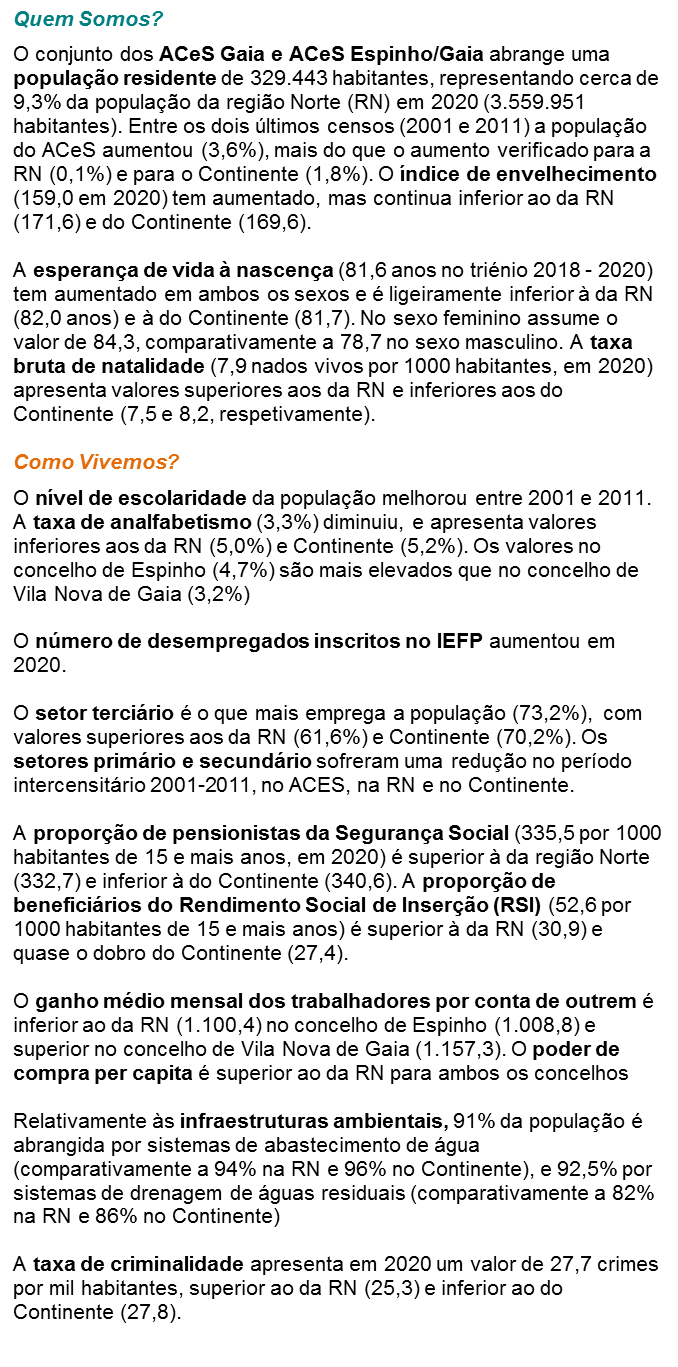 Quem Somos?
O conjunto dos ACeS Gaia e ACeS Espinho/Gaia abrange uma
população residente de 329.443 habitantes, representando cerca de
9,3% da população da região Norte (RN) em 2020 (3.559.951
habitantes). Entre os dois últimos censos (2001 e 2011) a população
do ACeS aumentou (3,6%), mais do que o aumento verificado para a
RN (0,1%) e para o Continente (1,8%). O índice de envelhecimento
(159,0 em 2020) tem aumentado, mas continua inferior ao da RN
(171,6) e do Continente (169,6).
A esperança de vida à nascença (81,6 anos no triénio 2018 - 2020)
tem aumentado em ambos os sexos e é ligeiramente inferior à da RN
(82,0 anos) e à do Continente (81,7). No sexo feminino assume o
valor de 84,3, comparativamente a 78,7 no sexo masculino. A taxa
bruta de natalidade (7,9 nados vivos por 1000 habitantes, em 2020)
apresenta valores superiores aos da RN e inferiores aos do
Continente (7,5 e 8,2, respetivamente).
Como Vivemos?
O nível de escolaridade da população melhorou entre 2001 e 2011.
A taxa de analfabetismo (3,3%) diminuiu, e apresenta valores
inferiores aos da RN (5,0%) e Continente (5,2%). Os valores no
concelho de Espinho (4,7%) são mais elevados que no concelho de
Vila Nova de Gaia (3,2%)
O número de desempregados inscritos no IEFP aumentou em
2020.
O setor terciário é o que mais emprega a população (73,2%), com
valores superiores aos da RN (61,6%) e Continente (70,2%). Os
setores primário e secundário sofreram uma redução no período
intercensitário 2001-2011, no ACES, na RN e no Continente.
A proporção de pensionistas da Segurança Social (335,5 por 1000
habitantes de 15 e mais anos, em 2020) é superior à da região Norte
(332,7) e inferior à do Continente (340,6). A proporção de
beneficiários do Rendimento Social de Inserção (RSI) (52,6 por
1000 habitantes de 15 e mais anos) é superior à da RN (30,9) e
quase o dobro do Continente (27,4).
O ganho médio mensal dos trabalhadores por conta de outrem é
inferior ao da RN (1.100,4) no concelho de Espinho (1.008,8) e
superior no concelho de Vila Nova de Gaia (1.157,3). O poder de
compra per capita é superior ao da RN para ambos os concelhos
Relativamente às infraestruturas ambientais, 91% da população é
abrangida por sistemas de abastecimento de água
(comparativamente a 94% na RN e 96% no Continente), e 92,5% por
sistemas de drenagem de águas residuais (comparativamente a 82%
na RN e 86% no Continente)
A taxa de criminalidade apresenta em 2020 um valor de 27,7 crimes
por mil habitantes, superior ao da RN (25,3) e inferior ao do
Continente (27,8).